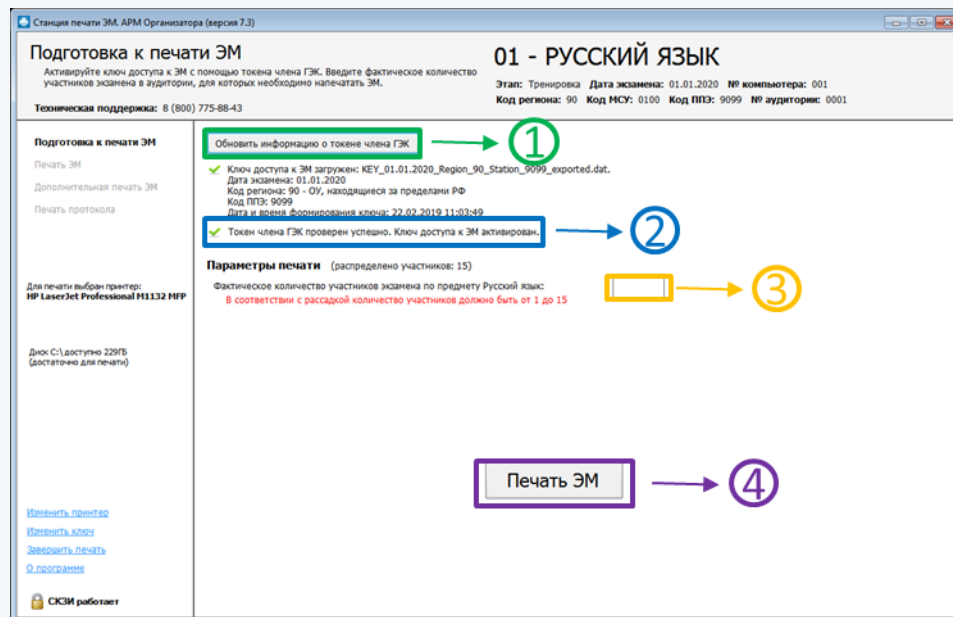 Станция печати ЭМ. АРМ Организатора (версия 7.3)
Подготовка к печати ЭМ
Активируйте ключ доступа к ЭМ с помощью токена члена ГЭК. Введите фактическое количество
участников экзамена в аудитории, для которых необходимо напечатать ЭМ.
Техническая поддержка: 8 (800) 775-88-43
01 - РУССКИЙ ЯЗЫК
Этап: Тренировка Дата экзамена: 01.01.2020 № компьютера: 001
Код региона: 90 Код МСУ: 0100 Код ППЭ: 9099 № аудитории: 0001
Подготовка к печати ЭМ
Печать ЭМ
Дополнительная печать ЭМ
Печать протокола
Для печати выбран принтер:
HP LaserJet Professional M1132 MFP
Диск C:\ доступно 229ГБ
(достаточно для печати)
Изменить принтер
Изменить ключ
Завершить печать
О программе
СКЗИ работает
Обновить информацию о токене члена ГЭК
1
Ключ доступа к ЭМ загружен: KEY_01.01.2020_Region_90_Station_9099_exported.dat.
Дата экзамена: 01.01.2020
Код региона: 90 - ОУ, находящиеся за пределами РФ
Код ППЭ: 9099
Дата и время формирования ключа: 22.02.2019 11:03:49
Токен члена ГЭК проверен успешно. Ключ доступа к ЭМ активирован.
2
Параметры печати (распределено участников: 15)
Фактическое количество участников экзамена по предмету Русский язык:
3
В соответствии с рассадкой количество участников должно быть от 1 до 15
Печать ЭМ
4